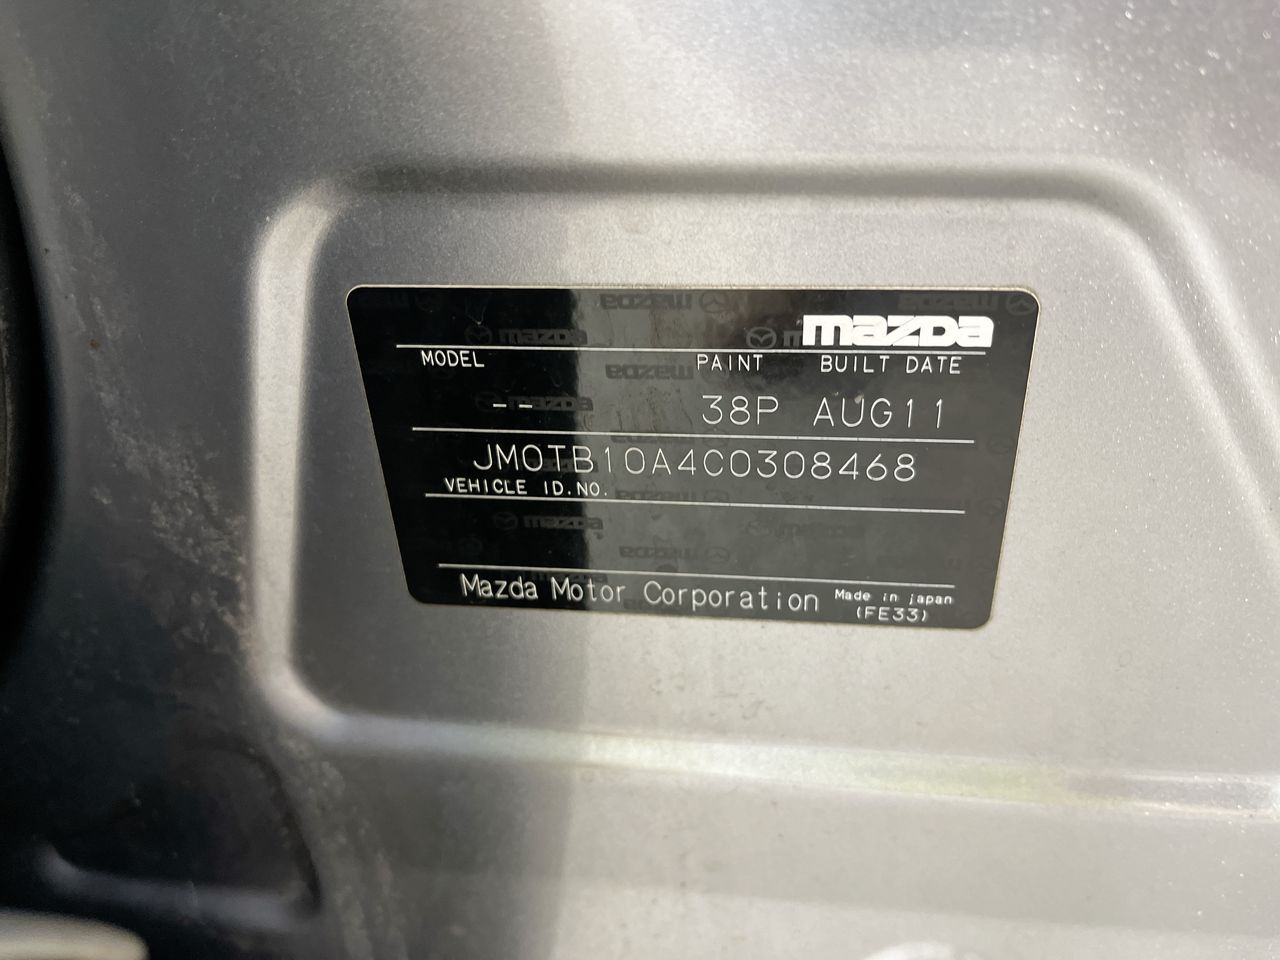 mazda
MODEL PAINT BUILT DATE
-- 38P AUG11
JM0TB10A4C0308468
VEHICLE ID.NO.
Mazda Motor Corporation Made in japan
(FE33)